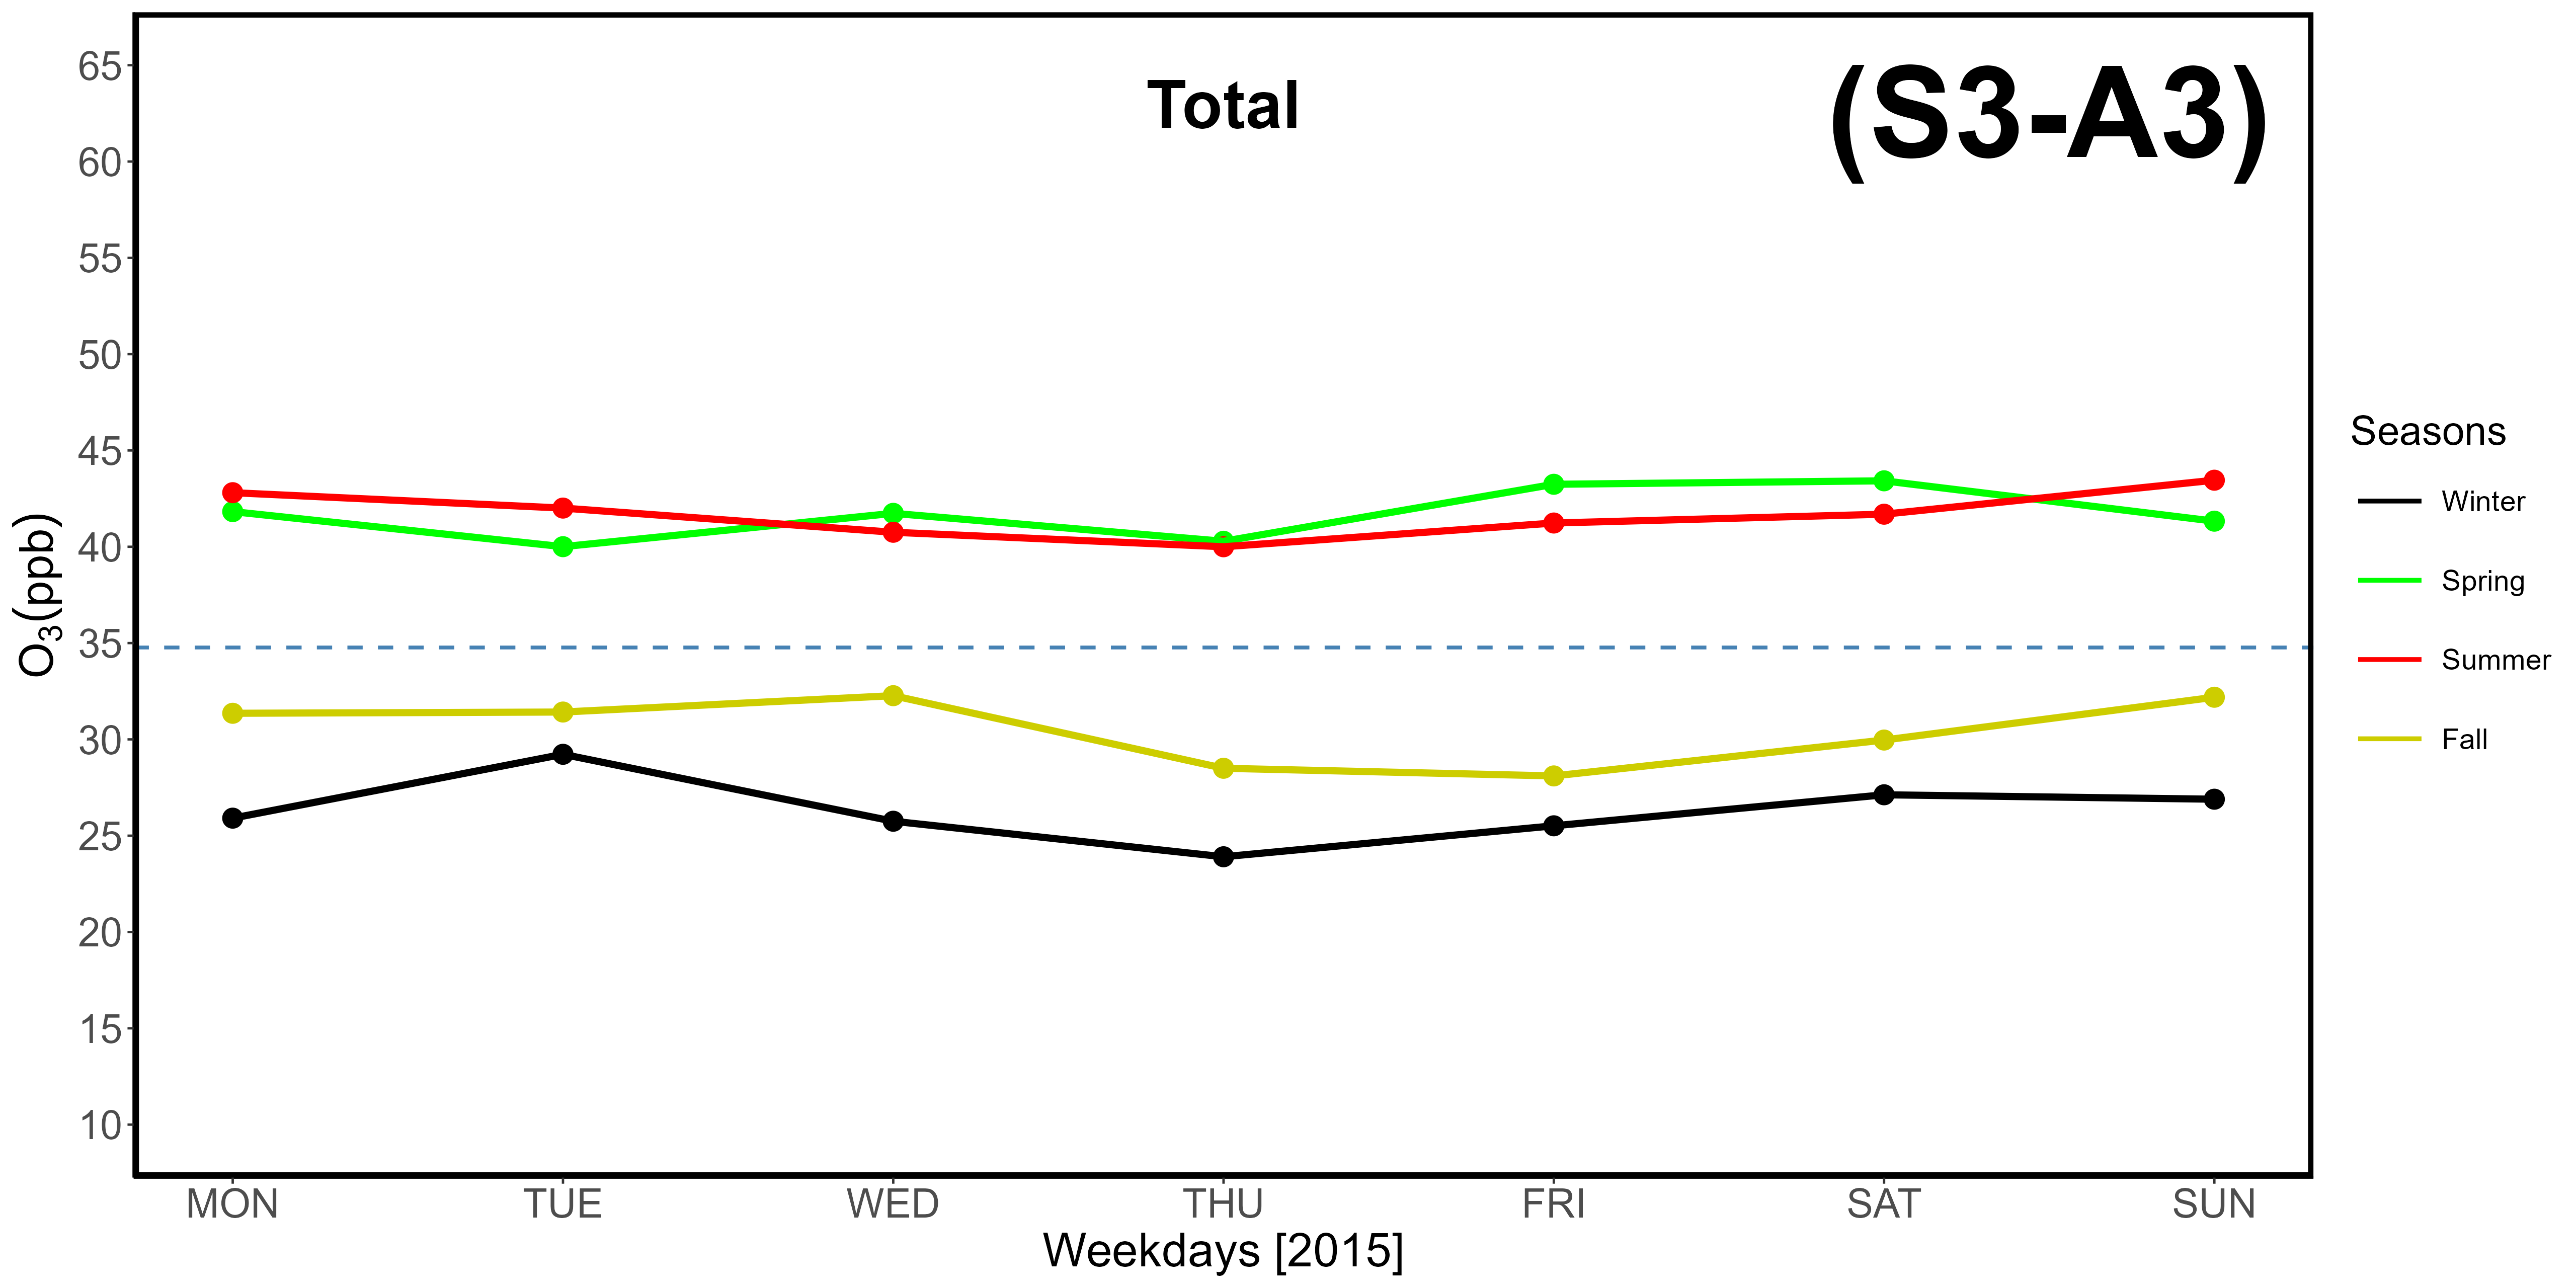 Total
(S3-A3)
65
60
55
50
45
40
35
30
25
20
15
10
O₃(ppb)
MON TUE WED THU FRI SAT SUN
Weekdays [2015]
Seasons
Winter
Spring
Summer
Fall